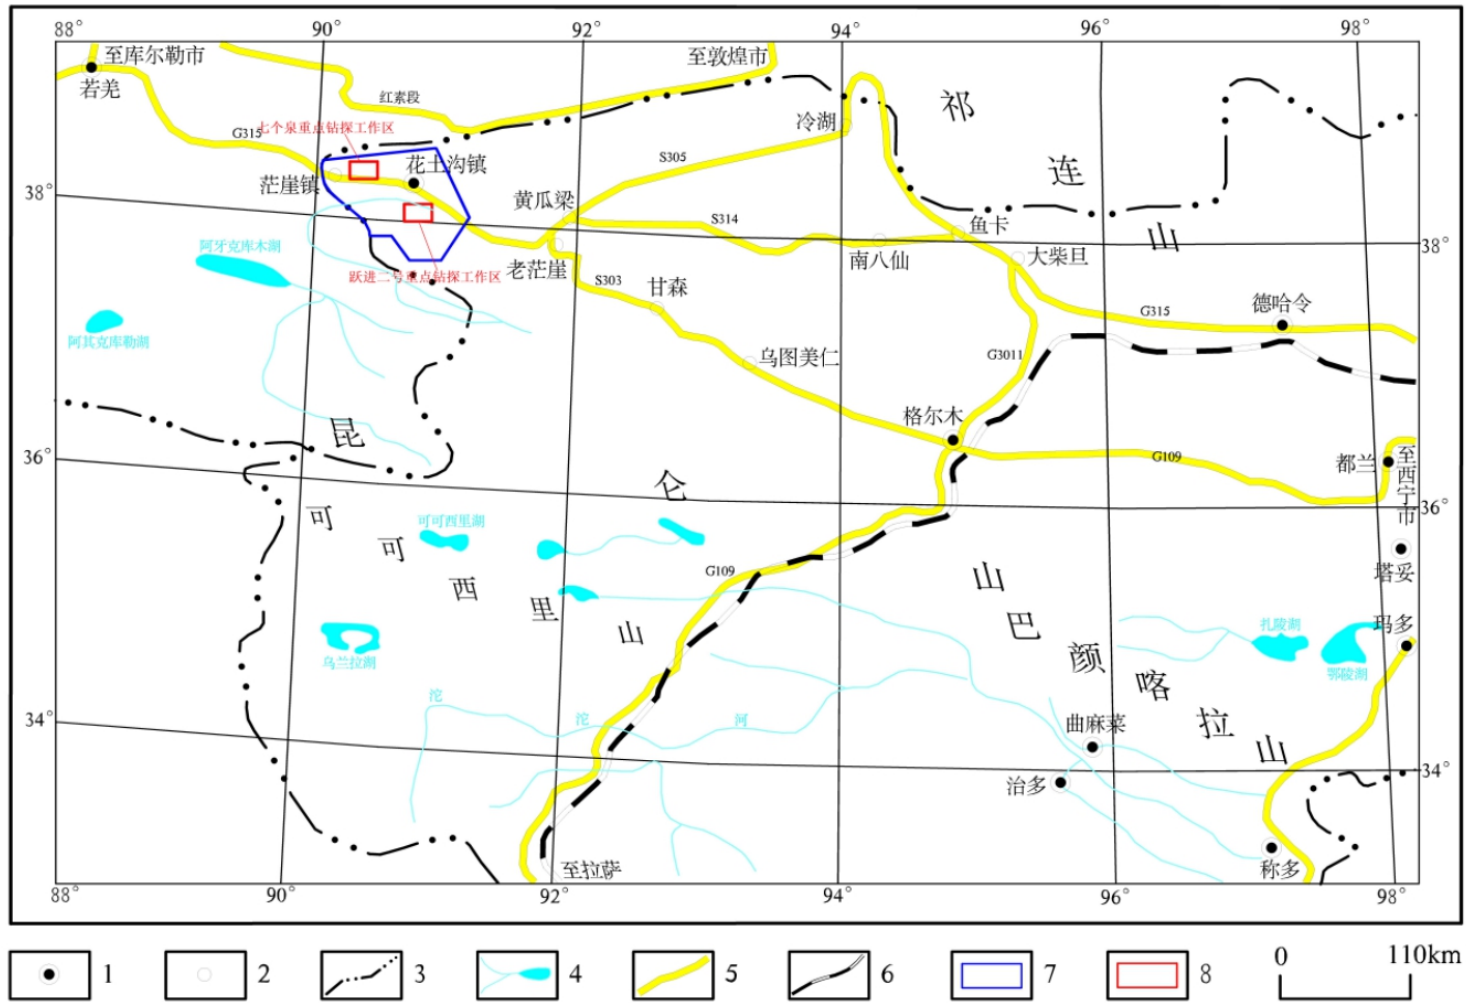 88°
90°
92°
94°
96°
98°
至库尔勒市
若羌
红素段
至敦煌市
祁
冷湖
G315
七个泉重点钻探工作区
花土沟镇
S305
连
茫崖镇
38°
黄瓜梁
S314
鱼卡
山
38°
阿牙克库木湖
老茫崖
南八仙
大柴旦
跃进二号重点钻探工作区
S303
甘森
G315
德哈令
阿其克库勒湖
乌图美仁
G3011
格尔木
昆
36°
G109
都兰
至西宁市
仑
36°
可
可
西
里
山
可可西里湖
塔妥
G109
山
巴
颜
喀
拉
山
扎陵湖
玛多
鄂陵湖
乌兰拉湖
沱
沱
河
34°
曲麻菜
治多
34°
至拉萨
称多
88°
90°
92°
94°
96°
98°
1
2
3
4
5
6
7
8
0
110km